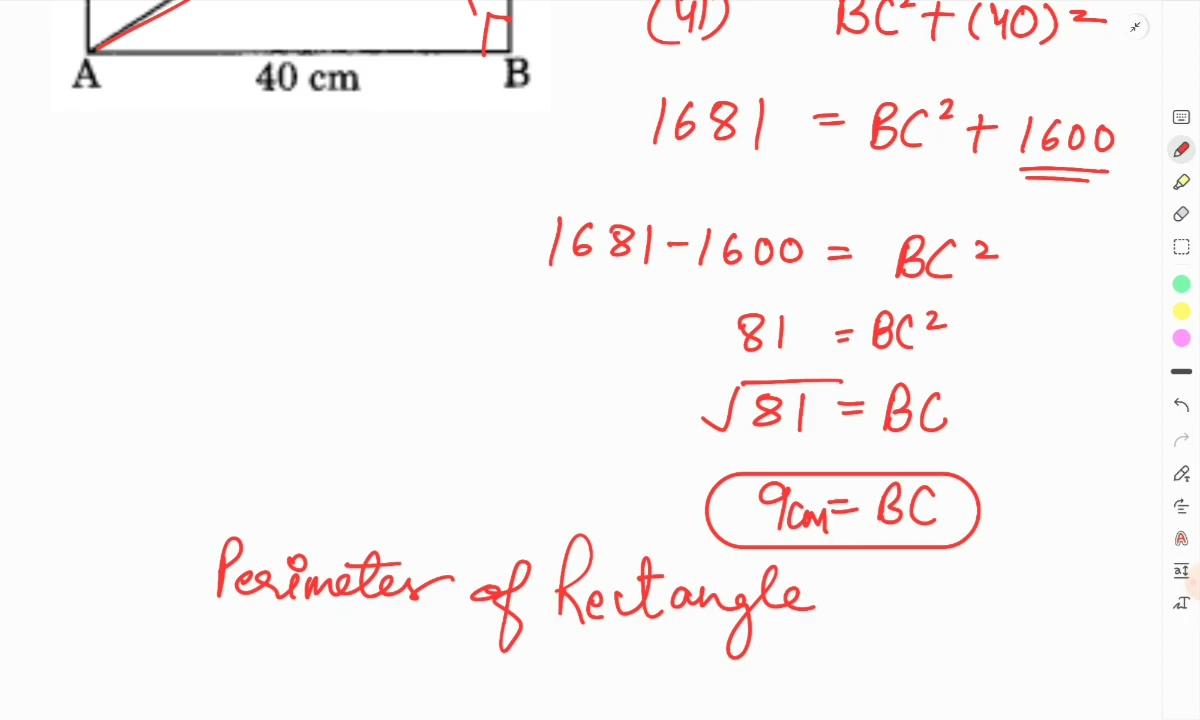 (41) BC² + (40)²
A 40 cm B
1681 = BC² + 1600
1681 - 1600 = BC²
81 = BC²
√81 = BC
9cm = BC
Perimeter of Rectangle